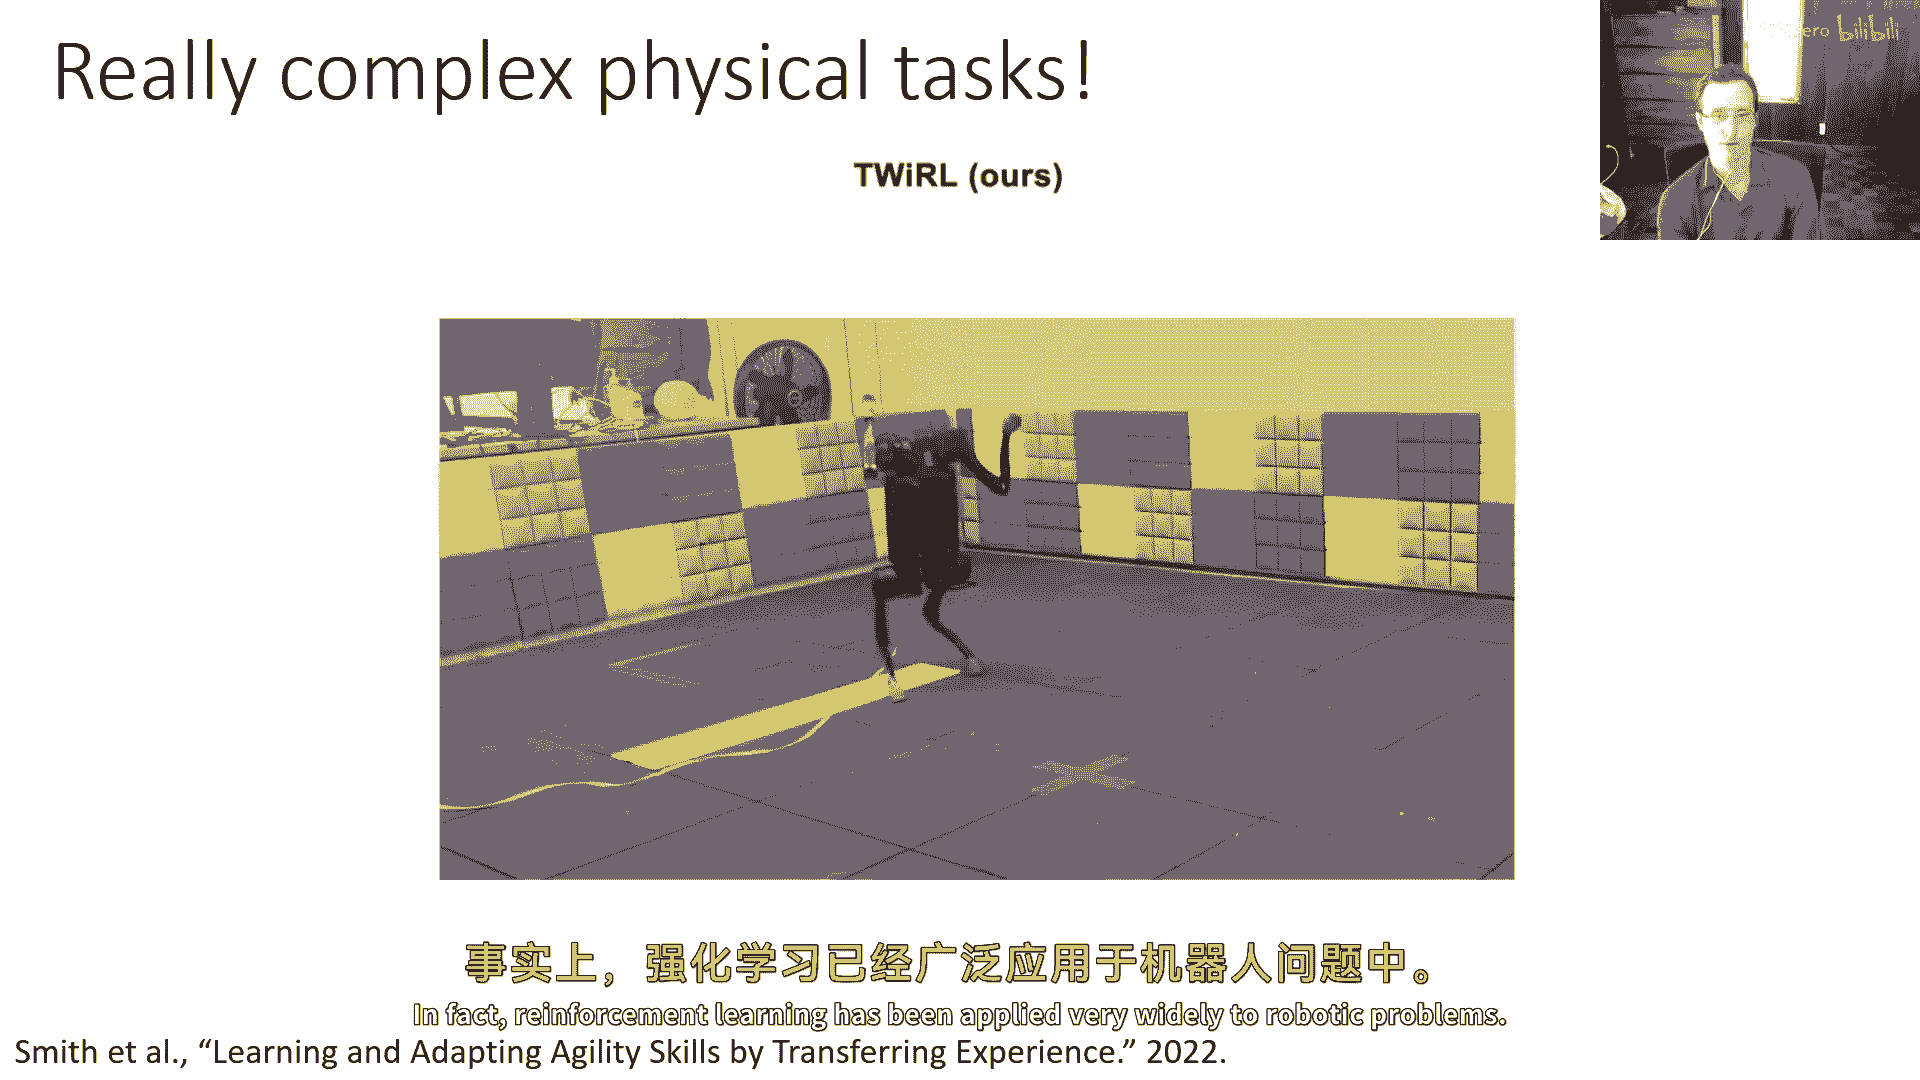 Really complex physical tasks!
bilibili
TWiRL (ours)
事实上，强化学习已经广泛应用于机器人问题中。
In fact, reinforcement learning has been applied very widely to robotic problems.
Smith et al., “Learning and Adapting Agility Skills by Transferring Experience.” 2022.